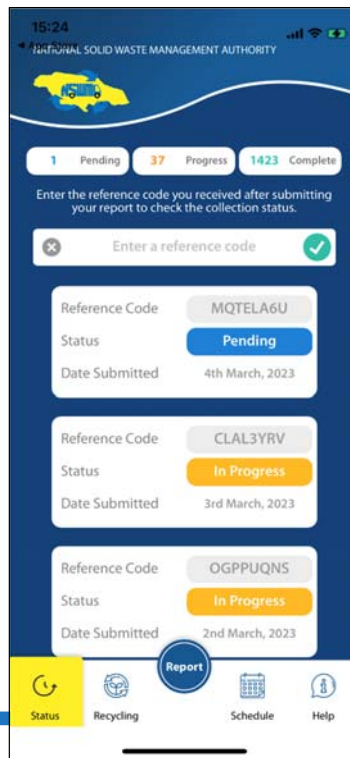 15:24
App Store
NATIONAL SOLID WASTE MANAGEMENT AUTHORITY
NSWMA
1 Pending 37 Progress 1423 Complete
Enter the reference code you received after submitting
your report to check the collection status.
Enter a reference code
Reference Code MQTELA6U
Status Pending
Date Submitted 4th March, 2023
Reference Code CLAL3YRV
Status In Progress
Date Submitted 3rd March, 2023
Reference Code OGPPUQNS
Status In Progress
Date Submitted 2nd March, 2023
Report
Status Recycling Schedule Help